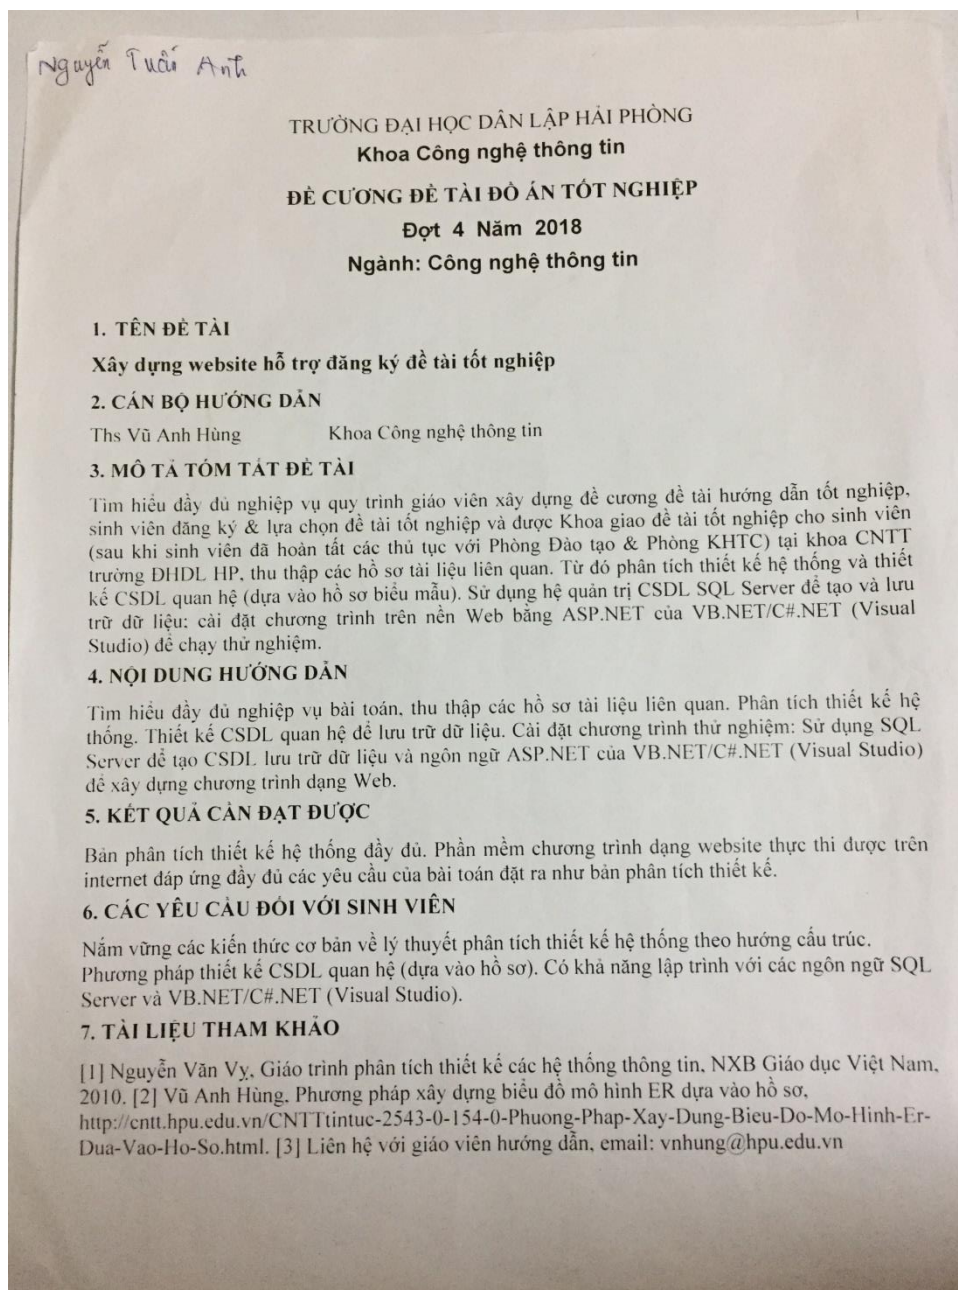 Nguyễn Tuấn Anh
TRƯỜNG ĐẠI HỌC DÂN LẬP HẢI PHÒNG
Khoa Công nghệ thông tin
ĐỀ CƯƠNG ĐỀ TÀI ĐỒ ÁN TỐT NGHIỆP
Đợt 4 Năm 2018
Ngành: Công nghệ thông tin
1. TÊN ĐỀ TÀI
Xây dựng website hỗ trợ đăng ký đề tài tốt nghiệp
2. CÁN BỘ HƯỚNG DẪN
Ths Vũ Anh Hùng Khoa Công nghệ thông tin
3. MÔ TẢ TÓM TẮT ĐỀ TÀI
Tìm hiểu đầy đủ nghiệp vụ quy trình giáo viên xây dựng đề cương đề tài hướng dẫn tốt nghiệp,
sinh viên đăng ký & lựa chọn đề tài tốt nghiệp và được Khoa giao đề tài tốt nghiệp cho sinh viên
(sau khi sinh viên đã hoàn tất các thủ tục với Phòng Đào tạo & Phòng KHTC) tại khoa CNTT
trường ĐHDL HP, thu thập các hồ sơ tài liệu liên quan. Từ đó phân tích thiết kế hệ thống và thiết
kế CSDL quan hệ (dựa vào hồ sơ biểu mẫu). Sử dụng hệ quản trị CSDL SQL Server để tạo và lưu
trữ dữ liệu; cài đặt chương trình trên nền Web bằng ASP.NET của VB.NET/C#.NET (Visual
Studio) để chạy thử nghiệm.
4. NỘI DUNG HƯỚNG DẪN
Tìm hiểu đầy đủ nghiệp vụ bài toán, thu thập các hồ sơ tài liệu liên quan. Phân tích thiết kế hệ
thống. Thiết kế CSDL quan hệ để lưu trữ dữ liệu. Cài đặt chương trình thử nghiệm: Sử dụng SQL
Server để tạo CSDL lưu trữ dữ liệu và ngôn ngữ ASP.NET của VB.NET/C#.NET (Visual Studio)
để xây dựng chương trình dạng Web.
5. KẾT QUẢ CẦN ĐẠT ĐƯỢC
Bản phân tích thiết kế hệ thống đầy đủ. Phần mềm chương trình dạng website thực thi được trên
internet đáp ứng đầy đủ các yêu cầu của bài toán đặt ra như bản phân tích thiết kế.
6. CÁC YÊU CẦU ĐỐI VỚI SINH VIÊN
Nắm vững các kiến thức cơ bản về lý thuyết phân tích thiết kế hệ thống theo hướng cấu trúc.
Phương pháp thiết kế CSDL quan hệ (dựa vào hồ sơ). Có khả năng lập trình với các ngôn ngữ SQL
Server và VB.NET/C#.NET (Visual Studio).
7. TÀI LIỆU THAM KHẢO
[1] Nguyễn Văn Vỵ, Giáo trình phân tích thiết kế các hệ thống thông tin, NXB Giáo dục Việt Nam,
2010. [2] Vũ Anh Hùng. Phương pháp xây dựng biểu đồ mô hình ER dựa vào hồ sơ,
http://cntt.hpu.edu.vn/CNTTtintuc-2543-0-154-0-Phuong-Phap-Xay-Dung-Bieu-Do-Mo-Hinh-Er-
Dua-Vao-Ho-So.html. [3] Liên hệ với giáo viên hướng dẫn, email: vnhung@hpu.edu.vn